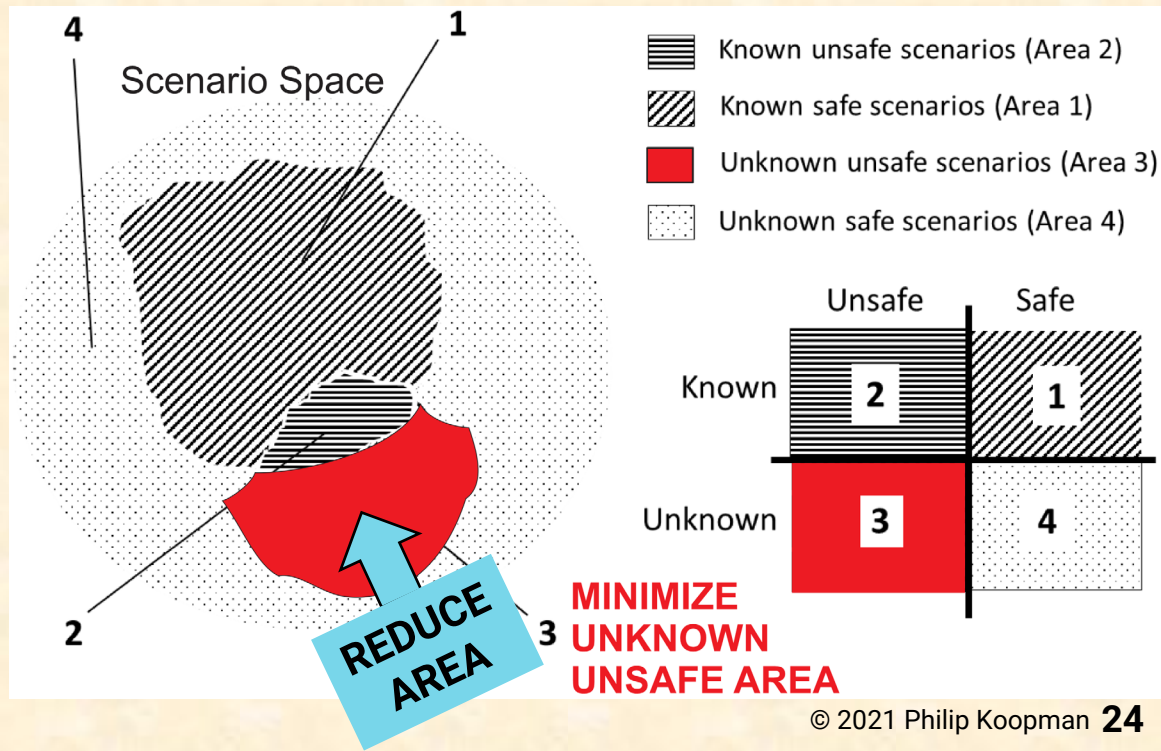 4
1
Scenario Space
2
3
REDUCE
AREA
MINIMIZE
UNKNOWN
UNSAFE AREA
Known unsafe scenarios (Area 2)
Known safe scenarios (Area 1)
Unknown unsafe scenarios (Area 3)
Unknown safe scenarios (Area 4)
Unsafe Safe
Known 2 1
Unknown 3 4
© 2021 Philip Koopman 24